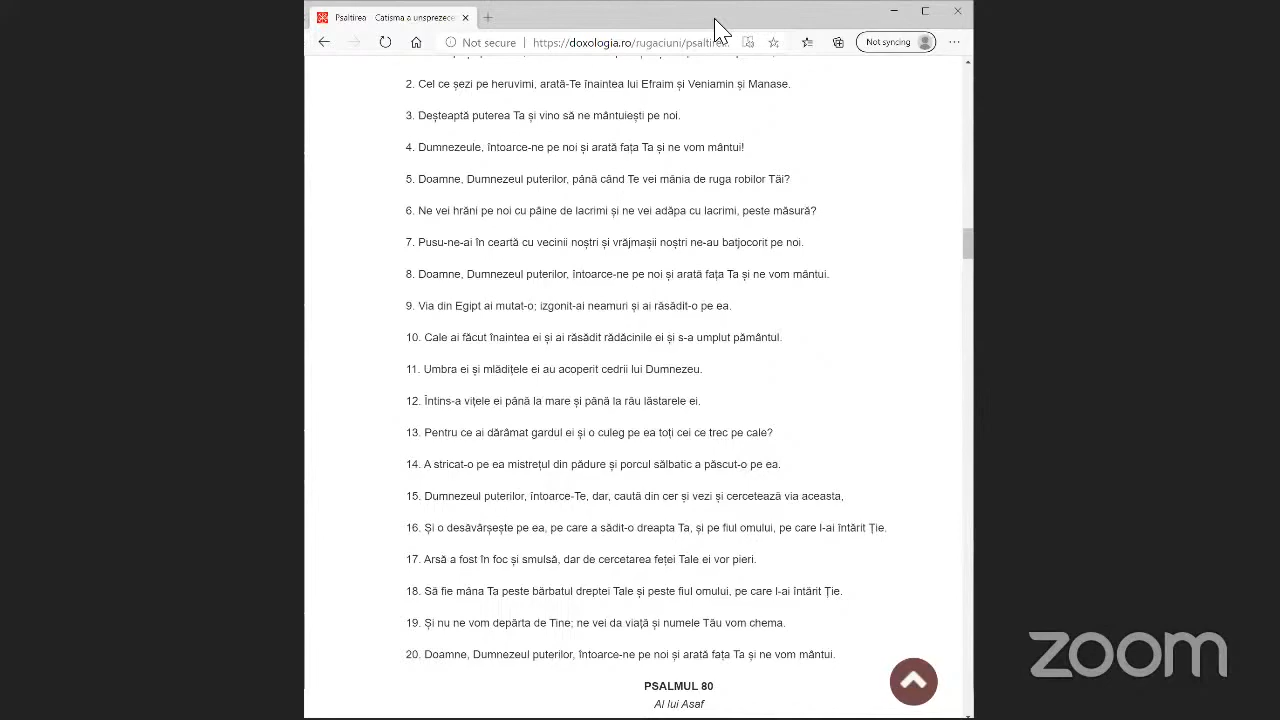 Psaltirea Catisma a unsprezece
Not secure
https://doxologia.ro/rugaciuni/psaltire
Not syncing
2. Cel ce șezi pe heruvimi, arată-Te înaintea lui Efraim și Veniamin și Manase.
3. Deșteaptă puterea Ta și vino să ne mântuiești pe noi.
4. Dumnezeule, întoarce-ne pe noi și arată fața Ta și ne vom mântui!
5. Doamne, Dumnezeul puterilor, până când Te vei mânia de ruga robilor Tăi?
6. Ne vei hrăni pe noi cu pâine de lacrimi și ne vei adăpa cu lacrimi, peste măsură?
7. Pusu-ne-ai în ceartă cu vecinii noștri și vrăjmașii noștri ne-au batjocorit pe noi.
8. Doamne, Dumnezeul puterilor, întoarce-ne pe noi și arată fața Ta și ne vom mântui.
9. Via din Egipt ai mutat-o; izgonit-ai neamuri și ai răsădit-o pe ea.
10. Cale ai făcut înaintea ei și ai răsădit rădăcinile ei și s-a umplut pământul.
11. Umbra ei și mlădițele ei au acoperit cedrii lui Dumnezeu.
12. Întins-a vițele ei până la mare și până la râu lăstarele ei.
13. Pentru ce ai dărâmat gardul ei și o culeg pe ea toți cei ce trec pe cale?
14. A stricat-o pe ea mistrețul din pădure și porcul sălbatic a păscut-o pe ea.
15. Dumnezeul puterilor, întoarce-Te, dar, caută din cer și vezi și cercetează via aceasta,
16. Și o desăvârșește pe ea, pe care a sădit-o dreapta Ta, și pe fiul omului, pe care l-ai întărit Ție.
17. Arsă a fost în foc și smulsă, dar de cercetarea feței Tale ei vor pieri.
18. Să fie mâna Ta peste bărbatul dreptei Tale și peste fiul omului, pe care l-ai întărit Ție.
19. Și nu ne vom depărta de Tine; ne vei da viață și numele Tău vom chema.
20. Doamne, Dumnezeul puterilor, întoarce-ne pe noi și arată fața Ta și ne vom mântui.
PSALMUL 80
Al lui Asaf
zoom